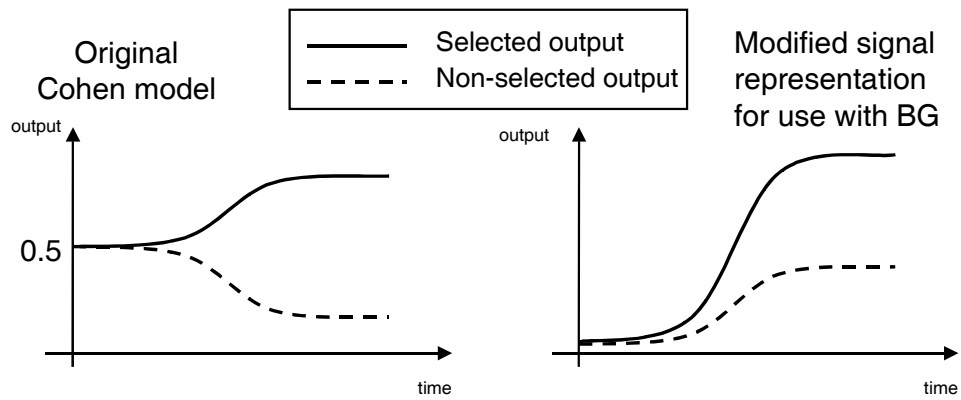 Original
Cohen model
Selected output
Non-selected output
Modified signal
representation
for use with BG
output
0.5
time
output
time